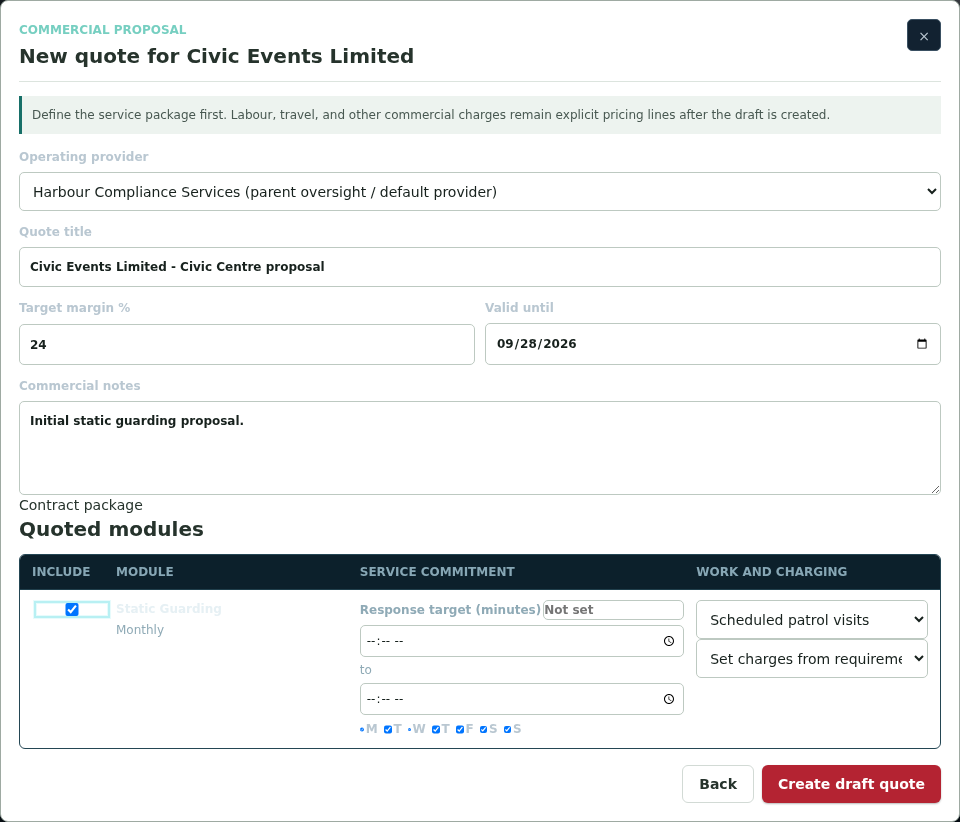 COMMERCIAL PROPOSAL
New quote for Civic Events Limited
×
Define the service package first. Labour, travel, and other commercial charges remain explicit pricing lines after the draft is created.
Operating provider
Harbour Compliance Services (parent oversight / default provider)
Quote title
Civic Events Limited - Civic Centre proposal
Target margin % Valid until
24 09/28/2026
Commercial notes
Initial static guarding proposal.
Contract package
Quoted modules
INCLUDE MODULE SERVICE COMMITMENT WORK AND CHARGING
Static Guarding Response target (minutes) Not set Scheduled patrol visits
Monthly --:-- -- Set charges from requireme
to
--:-- --
M T W T F S S
Back Create draft quote